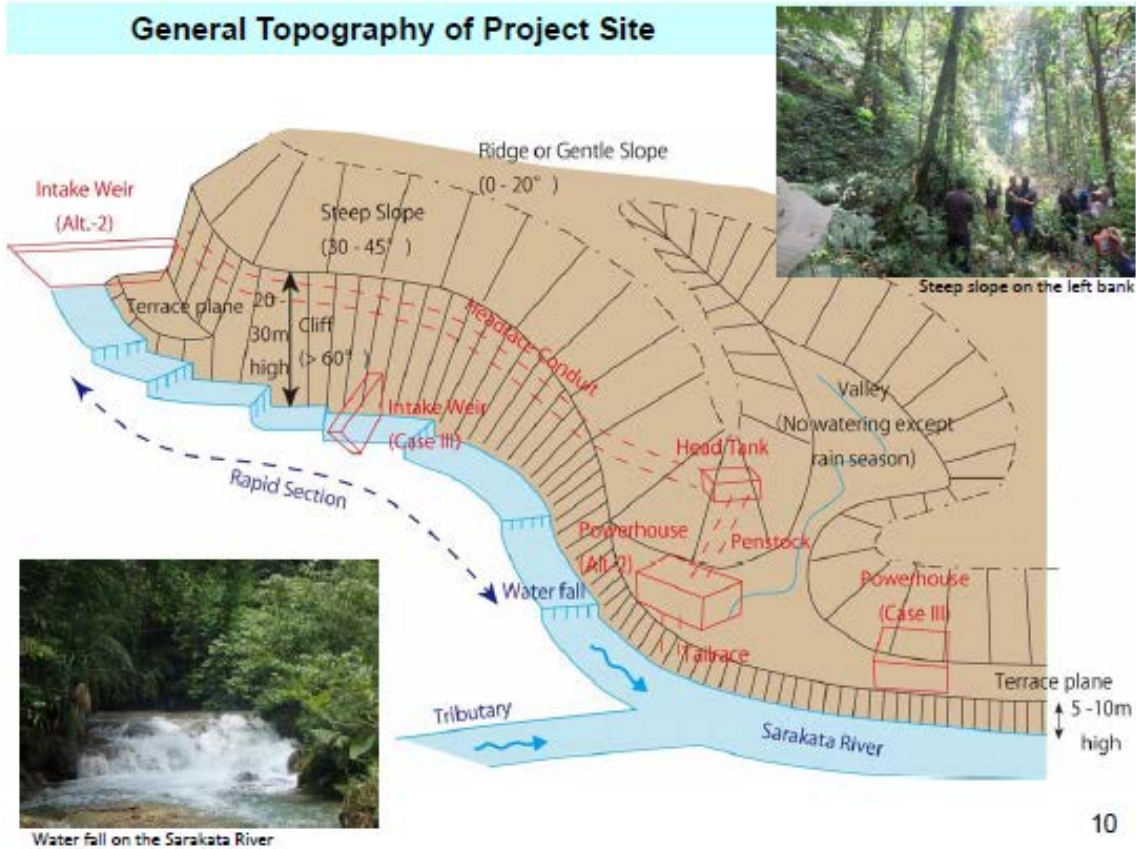 General Topography of Project Site
Ridge or Gentle Slope
(0 - 20° )
Intake Weir
(Alt.-2)
Steep Slope
(30 - 45° )
Steep slope on the left bank
Terrace plane
20 -
30m
high
Cliff
(> 60° )
Headrace Conduit
Valley
(No watering except
rain season)
Intake Weir
(Case III)
Head Tank
Rapid Section
Powerhouse
(Alt.-2)
Penstock
Water fall
Powerhouse
(Case III)
Tailrace
Terrace plane
5 -10m
high
Tributary
Sarakata River
Water fall on the Sarakata River
10